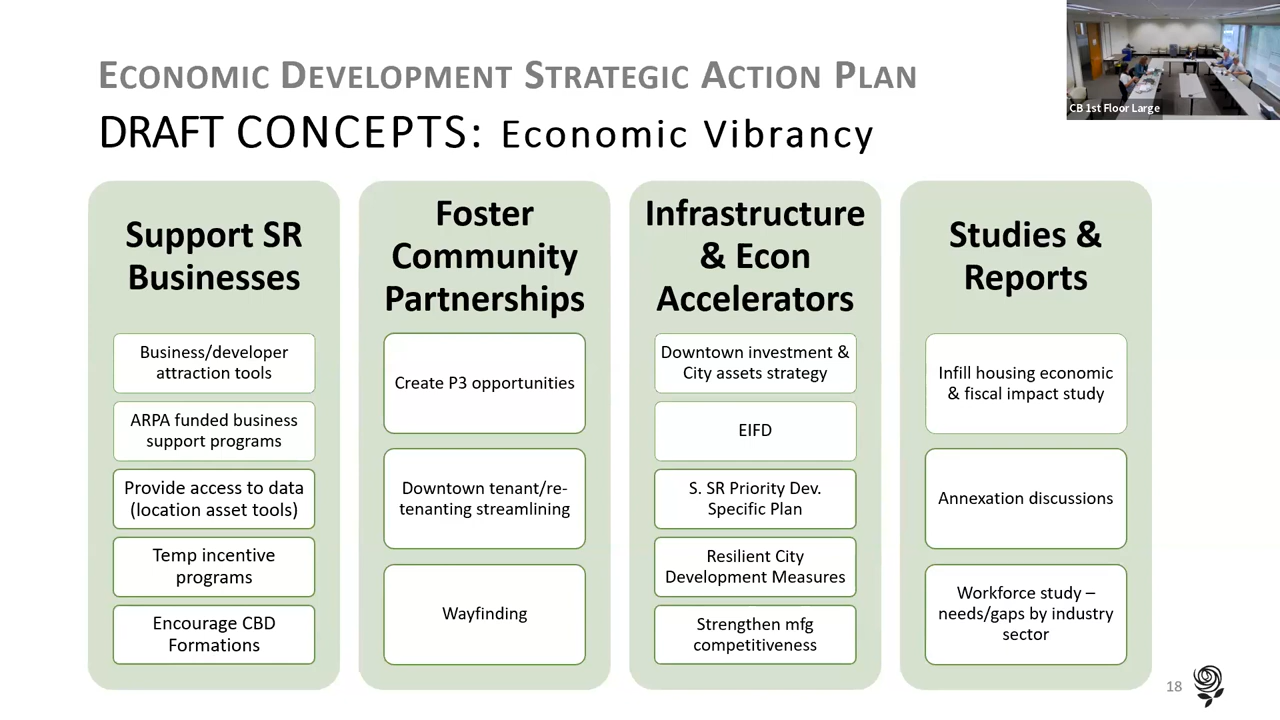 ECONOMIC DEVELOPMENT STRATEGIC ACTION PLAN
DRAFT CONCEPTS: Economic Vibrancy
CB 1st Floor Large
Support SR
Businesses
Business/developer
attraction tools
ARPA funded business
support programs
Provide access to data
(location asset tools)
Temp incentive
programs
Encourage CBD
Formations
Foster
Community
Partnerships
Create P3 opportunities
Downtown tenant/re-
tenanting streamlining
Wayfinding
Infrastructure
& Econ
Accelerators
Downtown investment &
City assets strategy
EIFD
S. SR Priority Dev.
Specific Plan
Resilient City
Development Measures
Strengthen mfg
competitiveness
Studies &
Reports
Infill housing economic
& fiscal impact study
Annexation discussions
Workforce study –
needs/gaps by industry
sector
18